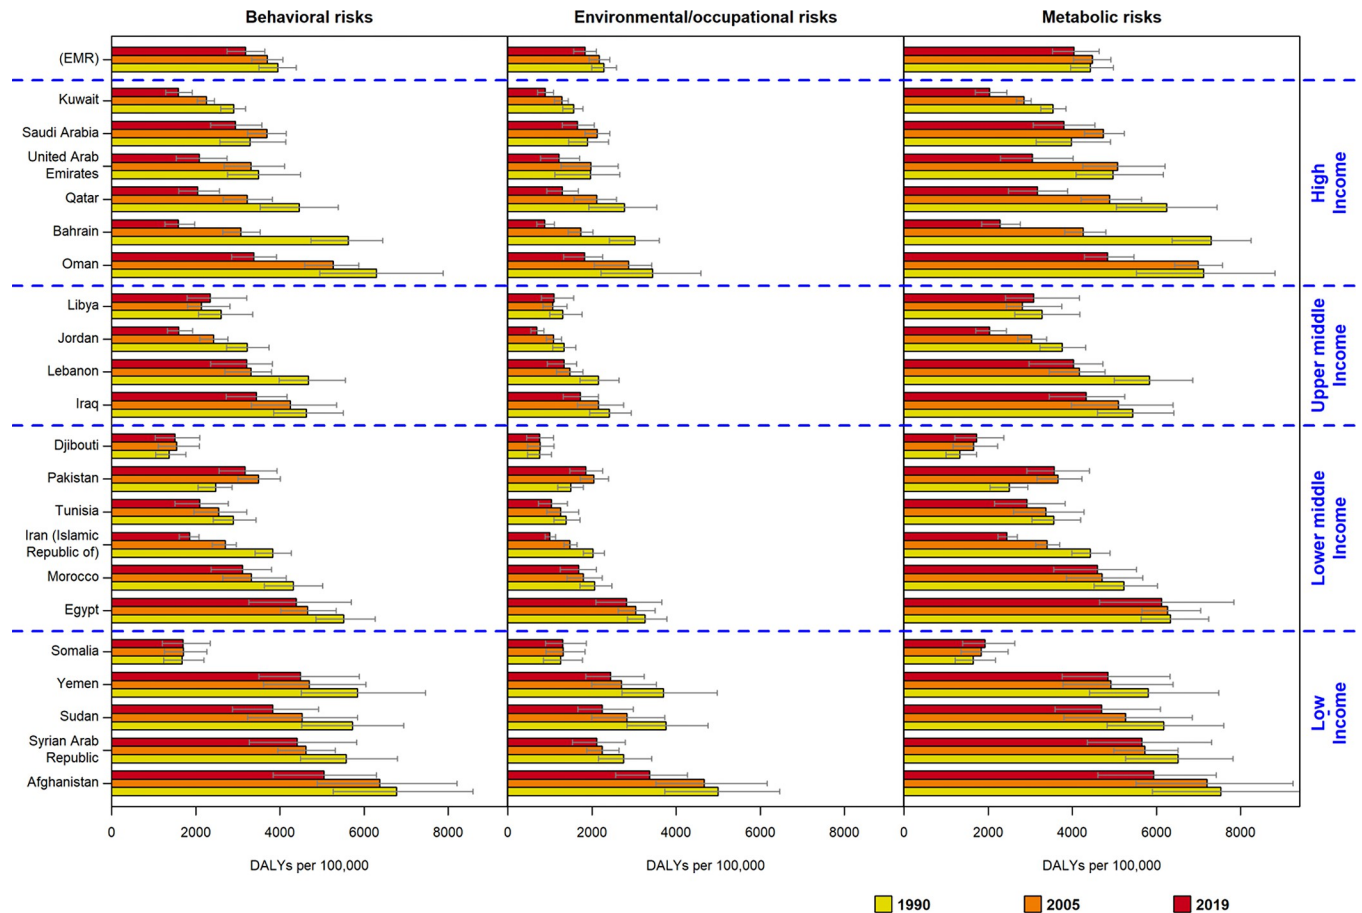 Behavioral risks
Environmental/occupational risks
Metabolic risks
(EMR)
Kuwait
Saudi Arabia
United Arab
Emirates
Qatar
Bahrain
Oman
High
Income
Libya
Jordan
Lebanon
Iraq
Upper middle
Income
Djibouti
Pakistan
Tunisia
Iran (Islamic
Republic of)
Morocco
Egypt
Lower middle
Income
Somalia
Yemen
Sudan
Syrian Arab
Republic
Afghanistan
Low
Income
0 2000 4000 6000 8000
0 2000 4000 6000 8000
0 2000 4000 6000 8000
DALYs per 100,000
DALYs per 100,000
DALYs per 100,000
1990
2005
2019